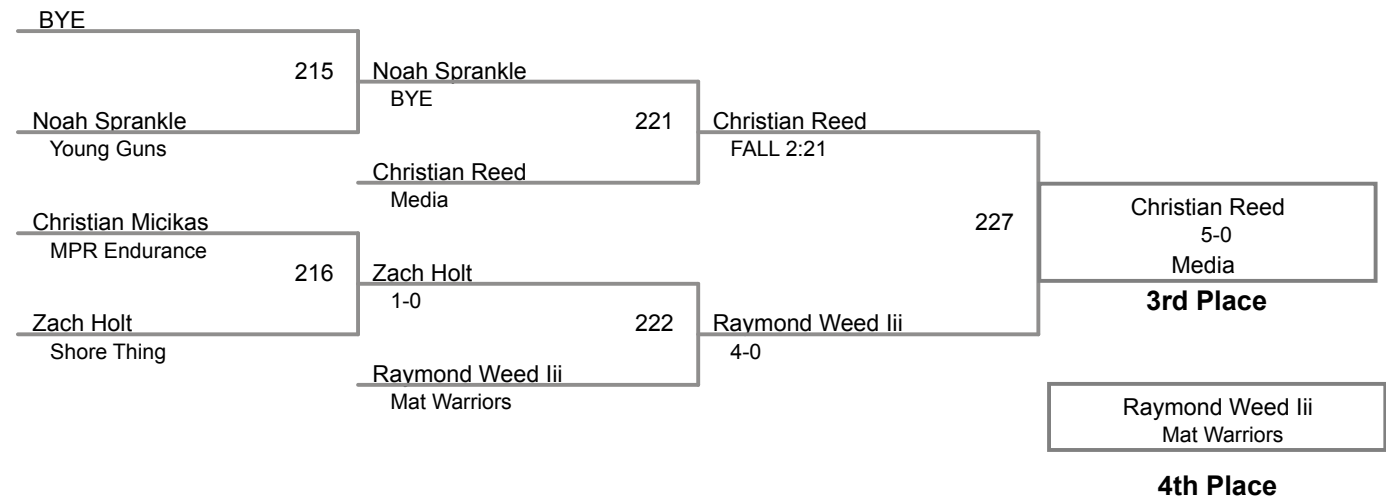 BYE
215
Noah Sprankle
Young Guns
Noah Sprankle
BYE
221
Christian Reed
Media
Christian Reed
FALL 2:21
Christian Micikas
MPR Endurance
216
Zach Holt
Shore Thing
Zach Holt
1-0
222
Raymond Weed Iii
Mat Warriors
Raymond Weed Iii
4-0
227
Christian Reed
5-0
Media
3rd Place
Raymond Weed Iii
Mat Warriors
4th Place